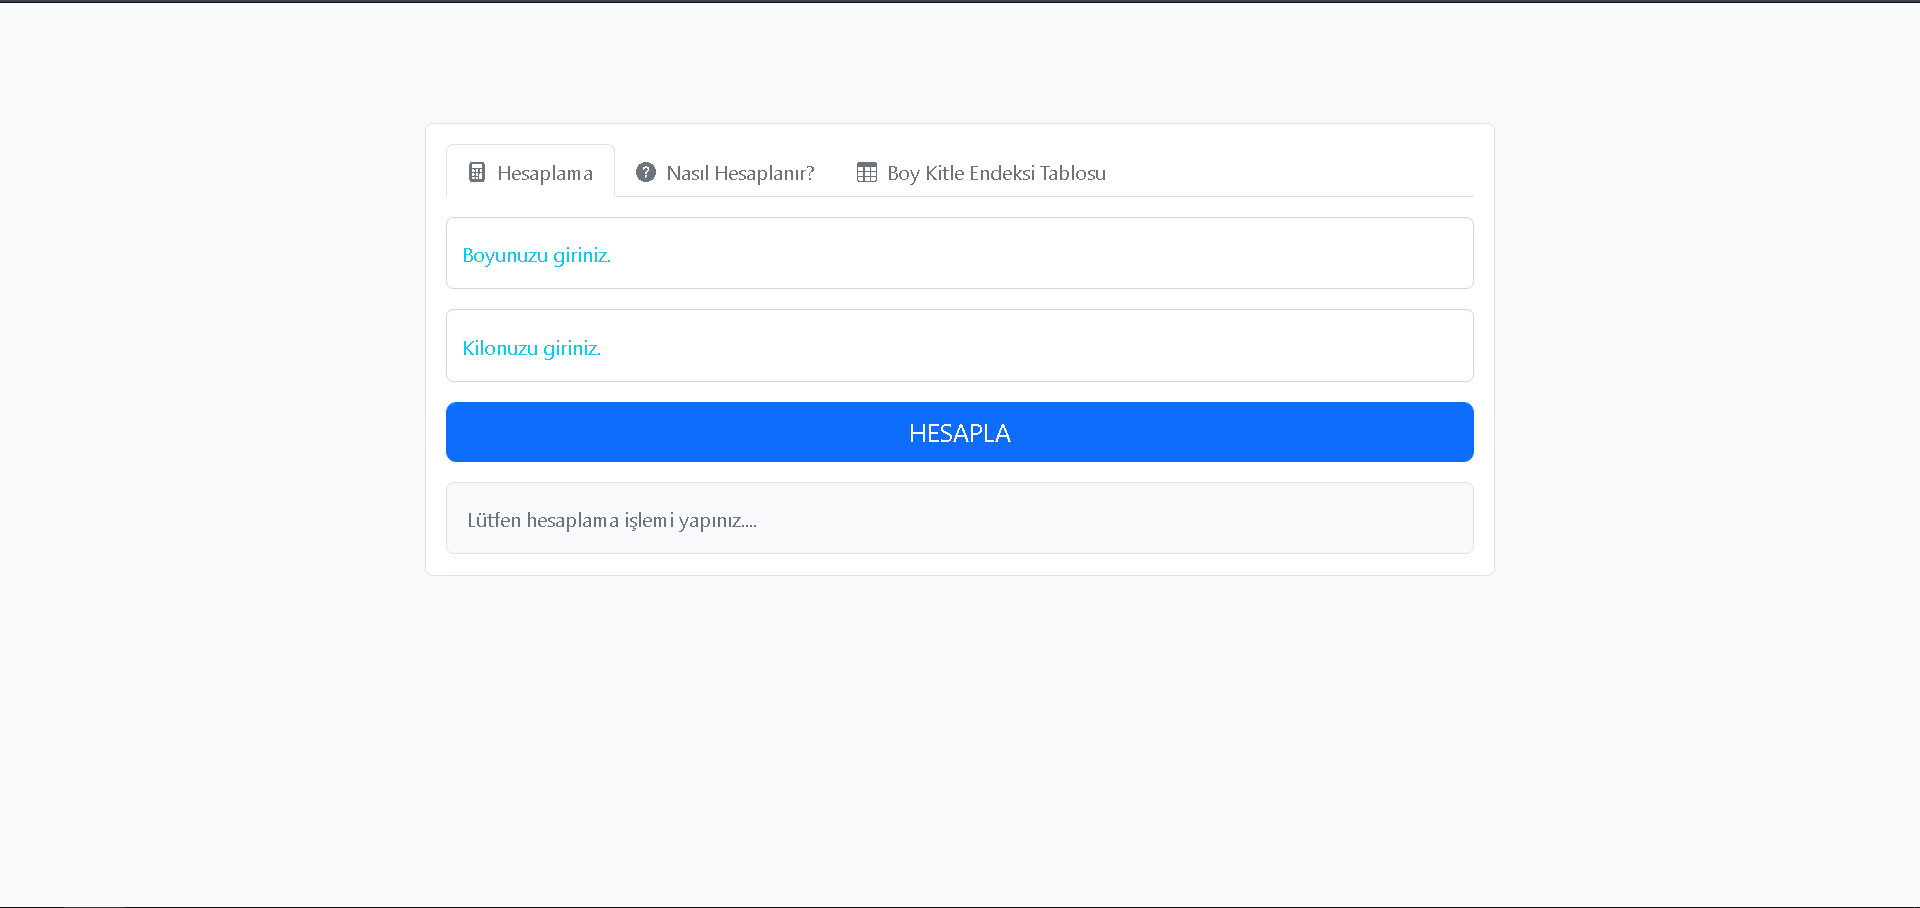 Hesaplama
Nasıl Hesaplanır?
Boy Kitle Endeksi Tablosu
Boyunuzu giriniz.
Kilonuzu giriniz.
HESAPLA
Lütfen hesaplama işlemi yapınız....